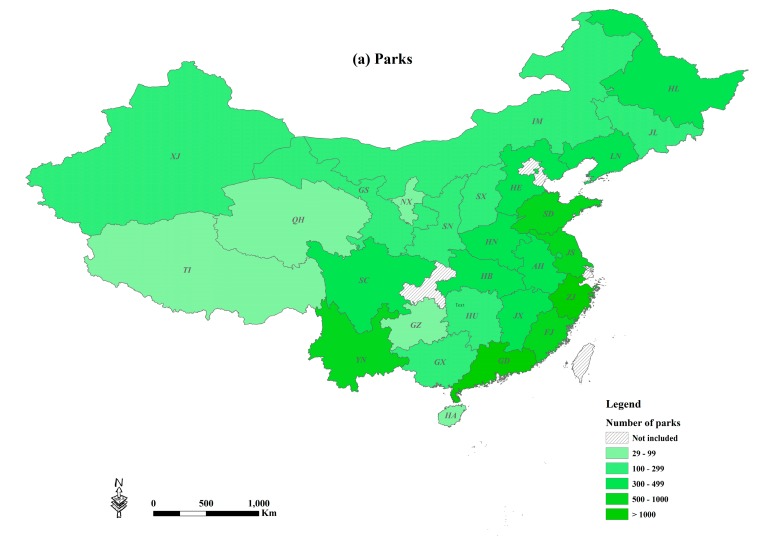 (a) Parks
HL
IM
JL
XJ
LN
GS
HE
NX
SX
SD
QH
SN
HN
JS
TI
AH
SC
HB
ZJ
HU
JX
GZ
FJ
YN
GX
GD
HA
Legend
Number of parks
Not included
29 - 99
100 - 299
300 - 499
500 - 1000
> 1000
N
0 500 1,000
Km